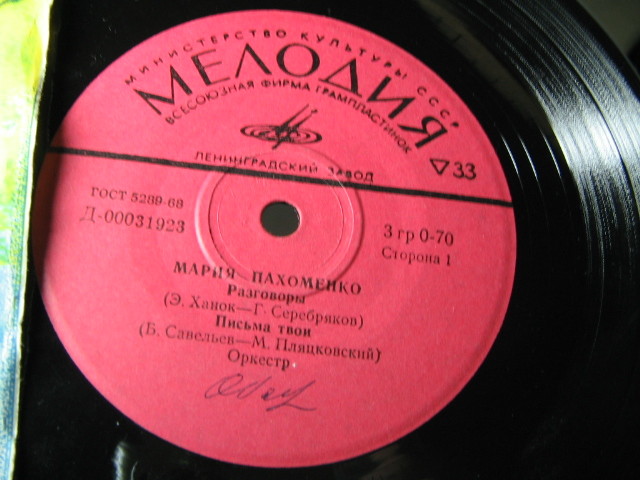 МИНИСТЕРСТВО КУЛЬТУРЫ СССР
МЕЛОДИЯ
ВСЕСОЮЗНАЯ ФИРМА ГРАМПЛАСТИНОК
ЛЕНИНГРАДСКИЙ ЗАВОД
▽33
ГОСТ 5289-68
Д-00031923
3 гр 0-70
Сторона 1
МАРИЯ ПАХОМЕНКО
Разговоры
(Э. Ханок—Г. Серебряков)
Письма твои
(Б. Савельев—М. Пляцковский)
Оркестр